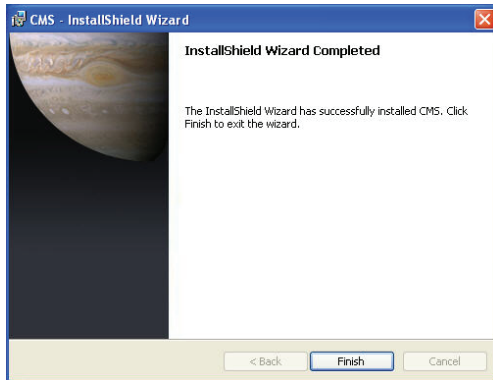 CMS - InstallShield Wizard
InstallShield Wizard Completed
The InstallShield Wizard has successfully installed CMS. Click
Finish to exit the wizard.
< Back
Finish
Cancel